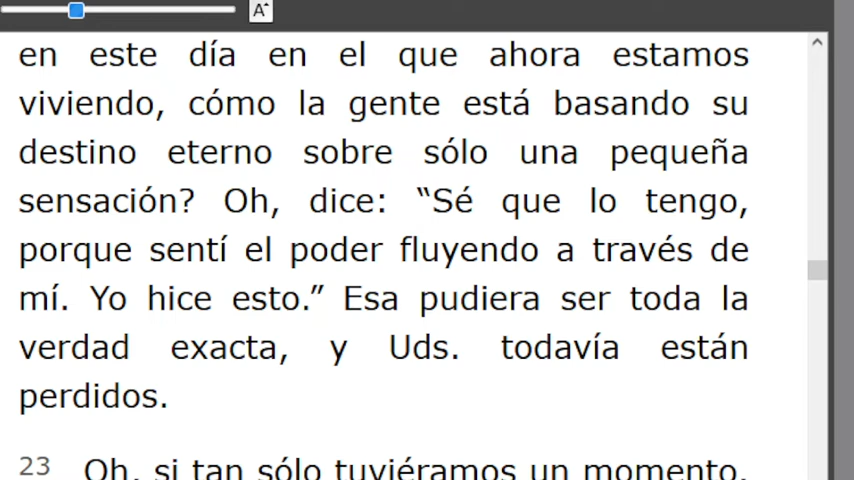 A
en este día en el que ahora estamos
viviendo, cómo la gente está basando su
destino eterno sobre sólo una pequeña
sensación? Oh, dice: “Sé que lo tengo,
porque sentí el poder fluyendo a través de
mí. Yo hice esto.” Esa pudiera ser toda la
verdad exacta, y Uds. todavía están
perdidos.
23 Oh, si tan sólo tuviéramos un momento,